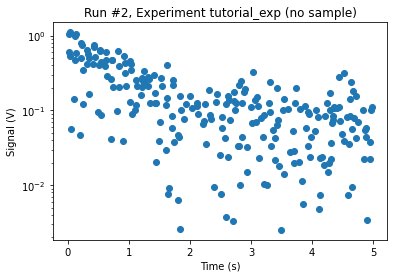 Run #2, Experiment tutorial_exp (no sample)
Signal (V)
10⁰
10⁻¹
10⁻²
0 1 2 3 4 5
Time (s)